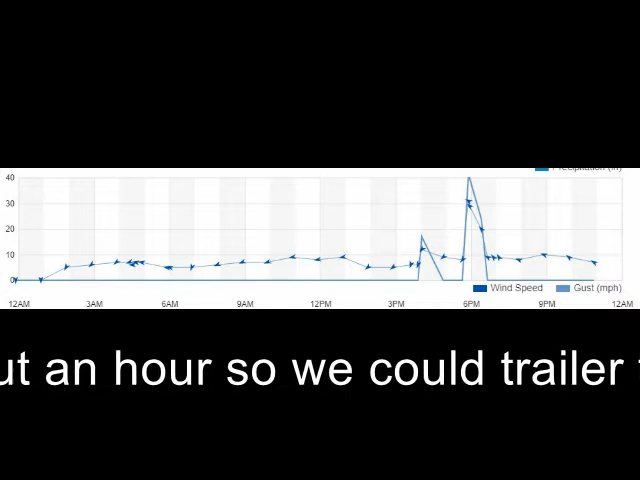 Precipitation (in)
40
30
20
10
0
12AM 3AM 6AM 9AM 12PM 3PM 6PM 9PM 12AM
Wind Speed Gust (mph)
ut an hour so we could trailer